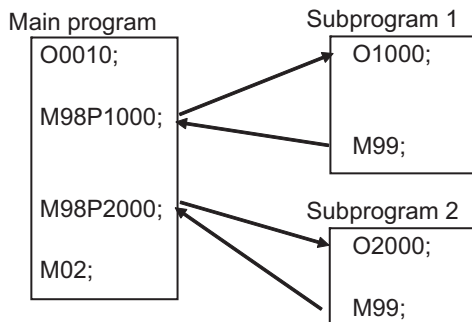 Main program
O0010;
M98P1000;
M98P2000;
M02;
Subprogram 1
O1000;
M99;
Subprogram 2
O2000;
M99;